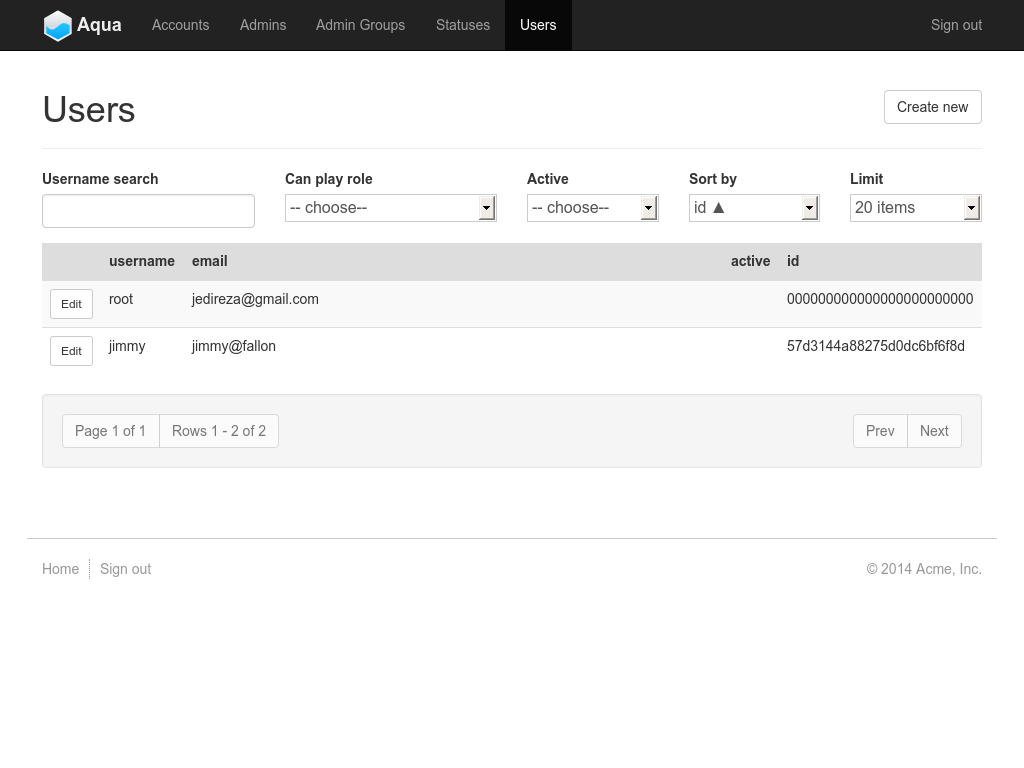 Aqua Accounts Admins Admin Groups Statuses Users Sign out
Users Create new
Username search Can play role Active Sort by Limit
-- choose-- -- choose-- id ▲ 20 items
username email active id
Edit root jedireza@gmail.com 000000000000000000000000
Edit jimmy jimmy@fallon 57d3144a88275d0dc6bf6f8d
Page 1 of 1 Rows 1 - 2 of 2 Prev Next
Home Sign out © 2014 Acme, Inc.